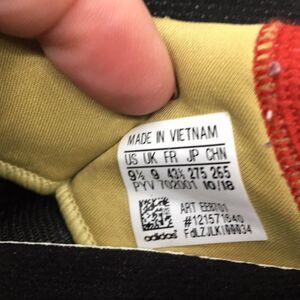 MADE IN VIETNAM
US UK FR JP CHN
9½ 9 43⅓ 275 265
PYV 702001 10/18
ART
#121571640
adidas